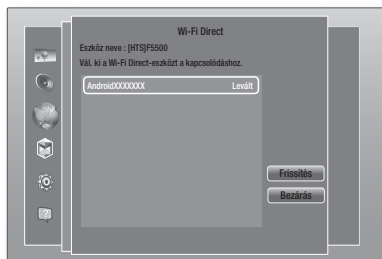 Wi-Fi Direct
Eszköz neve : [HTS]F5500
Vál. ki a Wi-Fi Direct-eszközt a kapcsolódáshoz.
AndroidXXXXXXX Levált
Frissítés
Bezárás